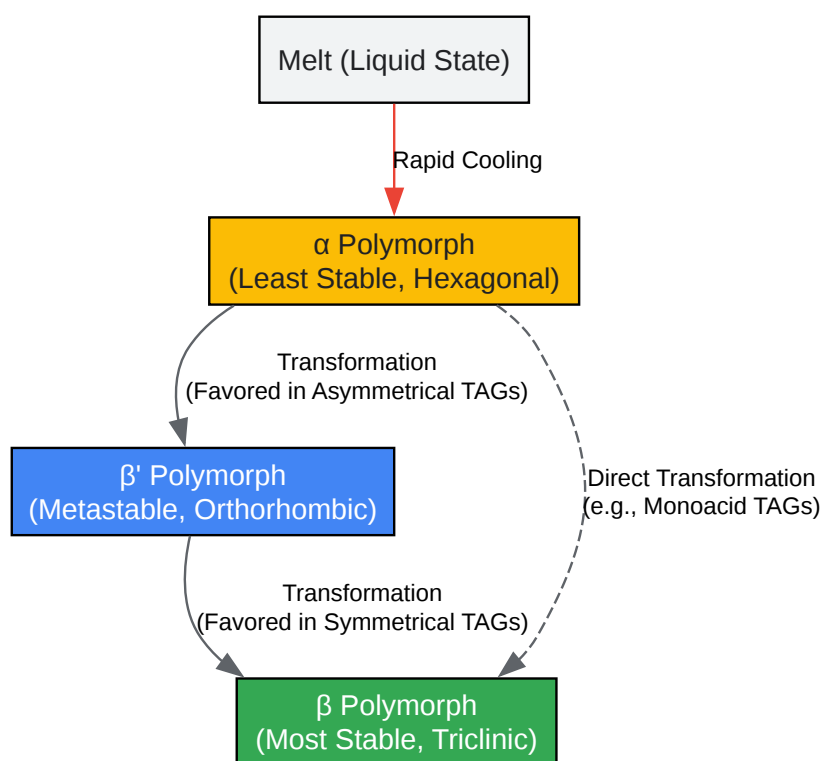 Melt (Liquid State)
Rapid Cooling
α Polymorph
(Least Stable, Hexagonal)
Transformation
(Favored in Asymmetrical TAGs)
β' Polymorph
(Metastable, Orthorhombic)
Direct Transformation
(e.g., Monoacid TAGs)
Transformation
(Favored in Symmetrical TAGs)
β Polymorph
(Most Stable, Triclinic)